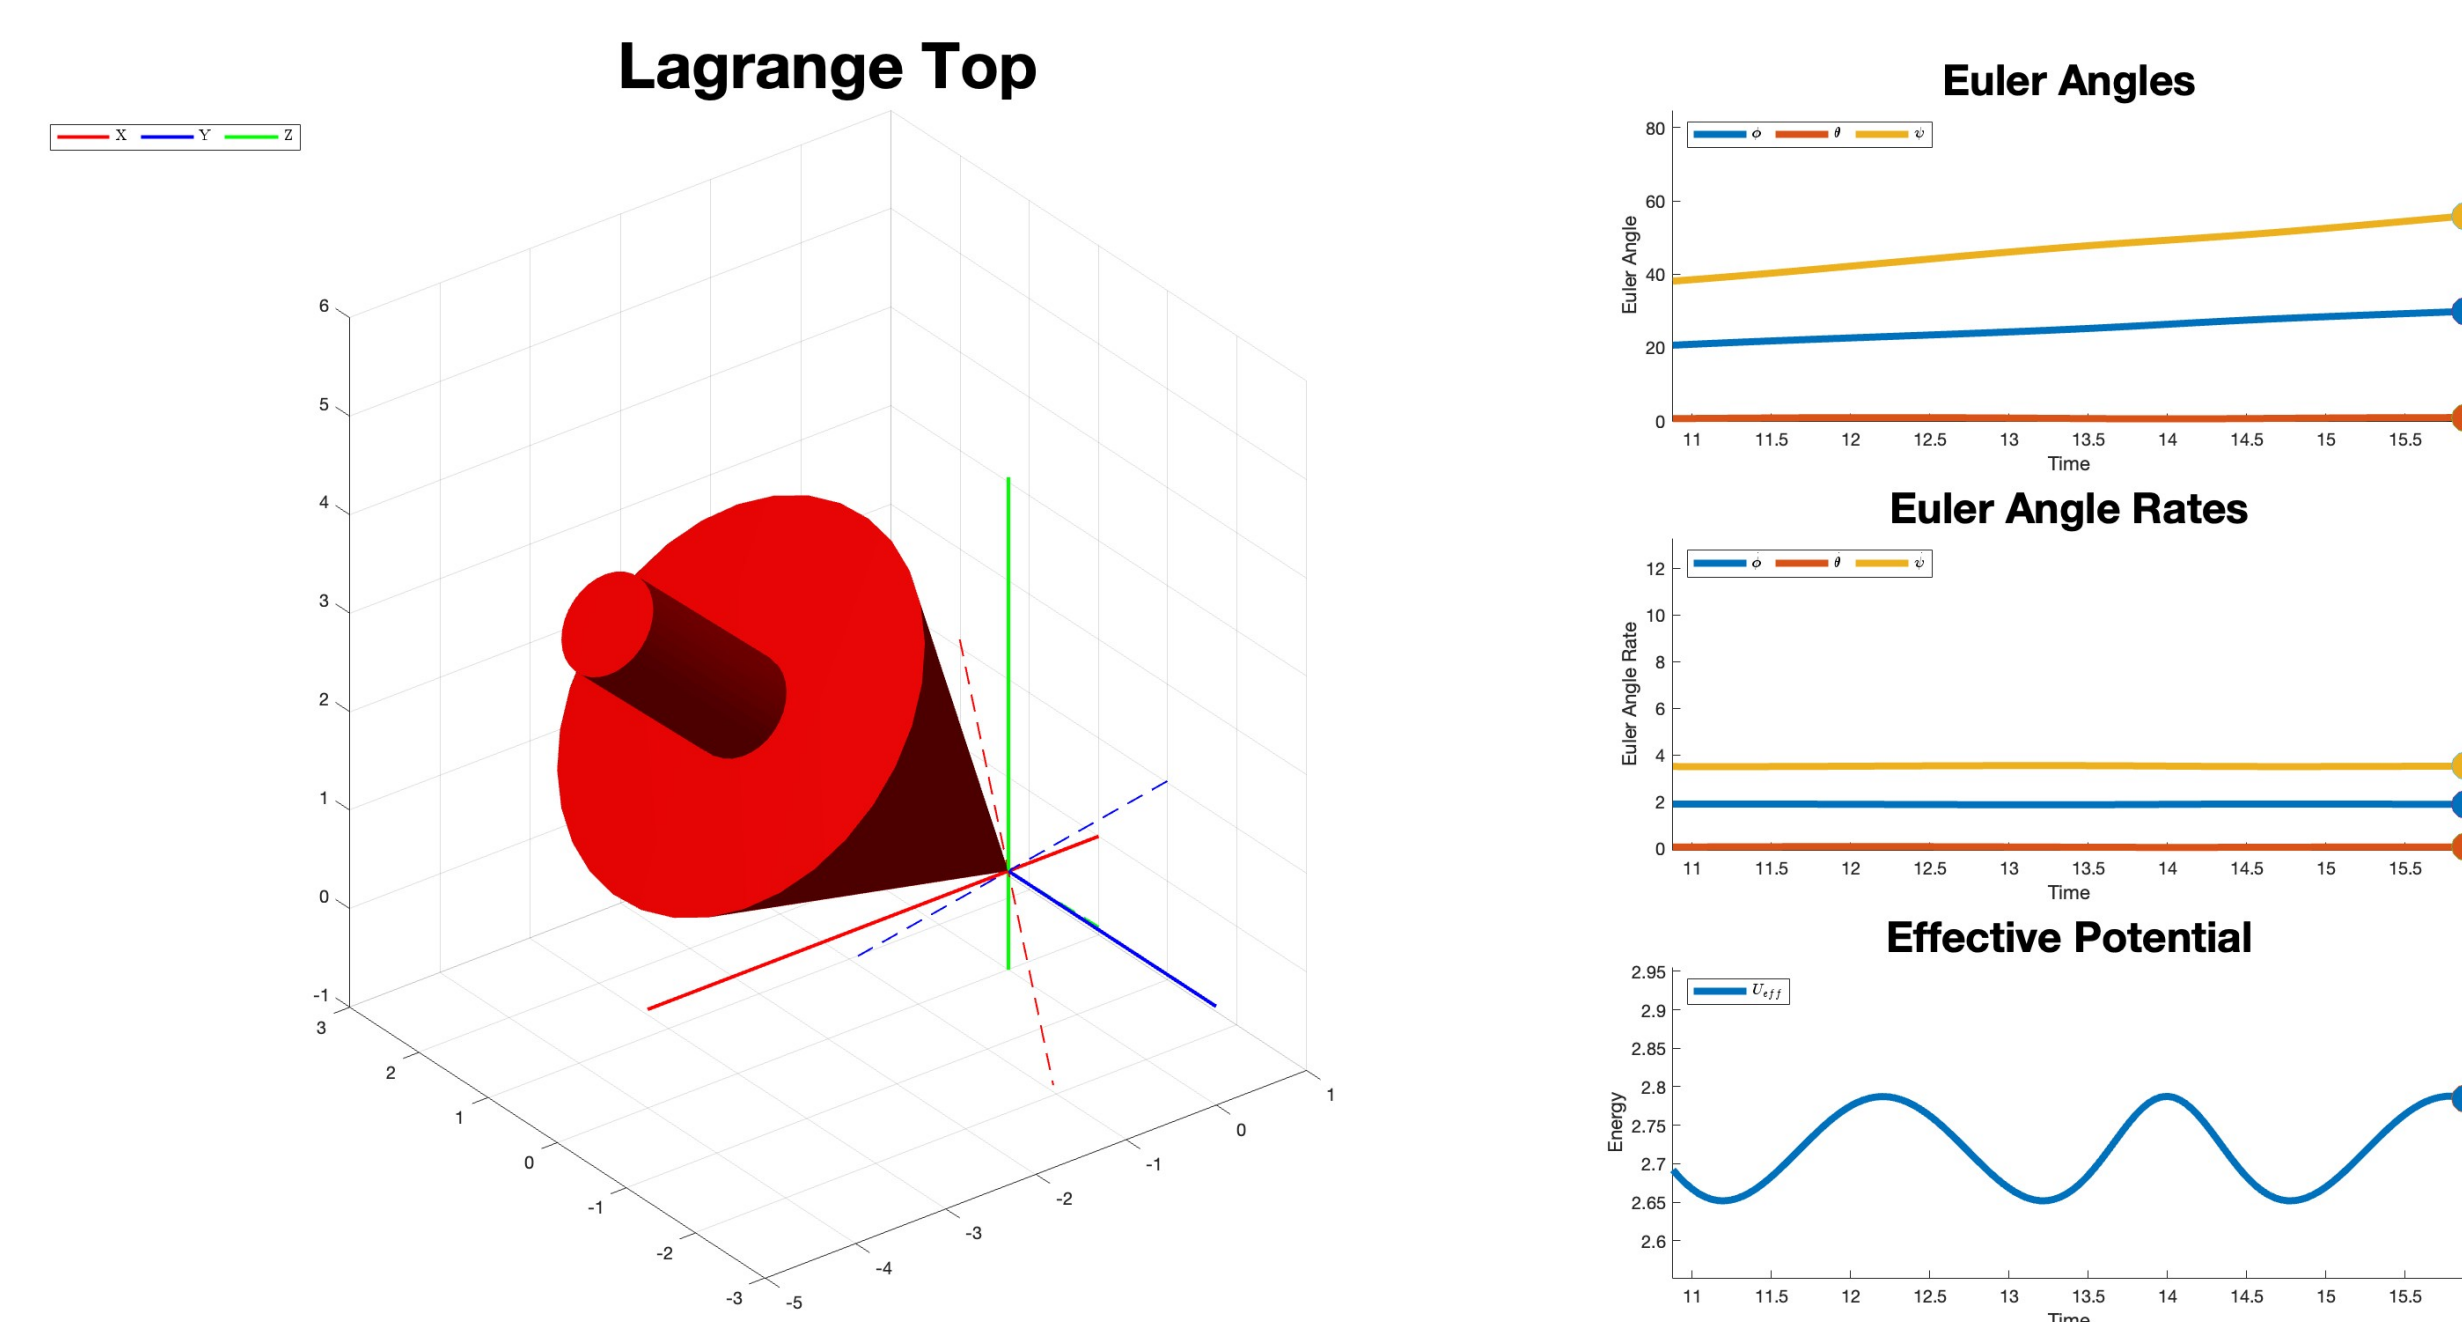 Lagrange Top
X Y Z
6
5
4
3
2
1
0
-1
3
2
1
0
-1
-2
-3
-5
-4
-3
-2
-1
0
1
Euler Angles
ϕ θ ψ
80
60
40
20
0
Euler Angle
11 11.5 12 12.5 13 13.5 14 14.5 15 15.5
Time
Euler Angle Rates
ϕ̇ θ̇ ψ̇
12
10
8
6
4
2
0
Euler Angle Rate
11 11.5 12 12.5 13 13.5 14 14.5 15 15.5
Time
Effective Potential
U_eff
2.95
2.9
2.85
2.8
2.75
2.7
2.65
2.6
Energy
11 11.5 12 12.5 13 13.5 14 14.5 15 15.5
Time